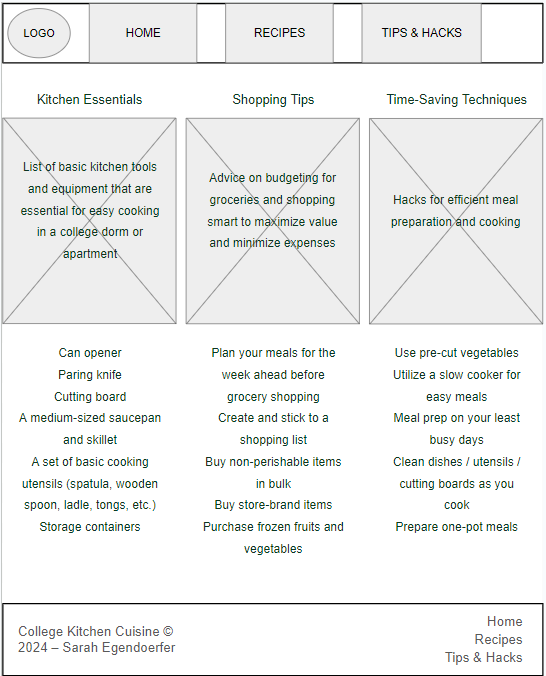 LOGO
HOME
RECIPES
TIPS & HACKS
Kitchen Essentials
Shopping Tips
Time-Saving Techniques
List of basic kitchen tools
and equipment that are
essential for easy cooking
in a college dorm or
apartment
Advice on budgeting for
groceries and shopping
smart to maximize value
and minimize expenses
Hacks for efficient meal
preparation and cooking
Can opener
Paring knife
Cutting board
A medium-sized saucepan
and skillet
A set of basic cooking
utensils (spatula, wooden
spoon, ladle, tongs, etc.)
Storage containers
Plan your meals for the
week ahead before
grocery shopping
Create and stick to a
shopping list
Buy non-perishable items
in bulk
Buy store-brand items
Purchase frozen fruits and
vegetables
Use pre-cut vegetables
Utilize a slow cooker for
easy meals
Meal prep on your least
busy days
Clean dishes / utensils /
cutting boards as you
cook
Prepare one-pot meals
College Kitchen Cuisine ©
2024 – Sarah Egendoerfer
Home
Recipes
Tips & Hacks